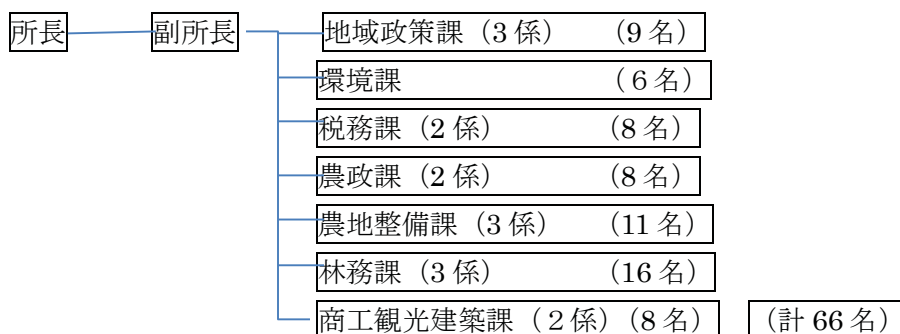 所長 副所長 地域政策課（3係） （9名）
環境課 （６名）
税務課（2係） （8名）
農政課（2係） （8名）
農地整備課（3係） （11名）
林務課（3係） （16名）
商工観光建築課（２係）（8名） （計 66名）